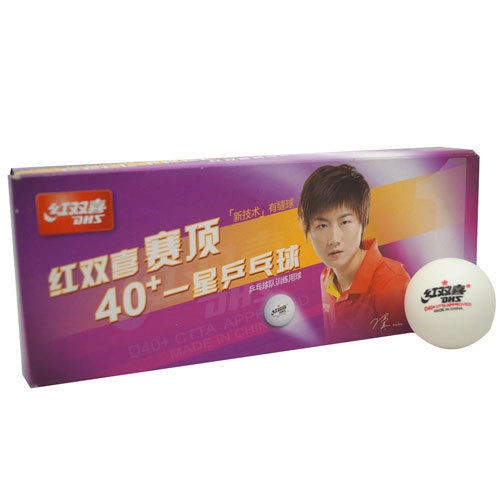 红双喜
DHS
「新技术」有缝球
红双喜 赛顶
40+一星乒乓球
乒乓球队训练用球
D40+ CTTA APPROVED
MADE IN CHINA
红双喜
DHS
D40+ CTTA APPROVED
MADE IN CHINA